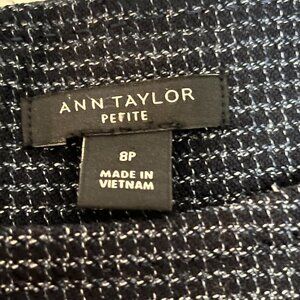 ANN TAYLOR
PETITE
8P
MADE IN
VIETNAM